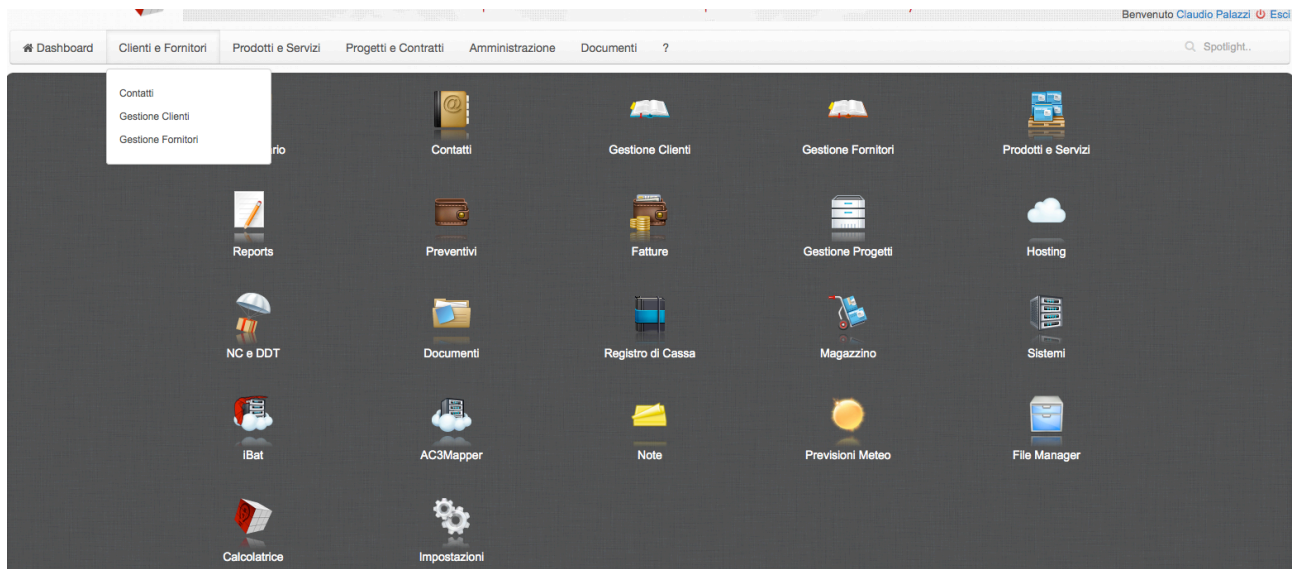 Benvenuto Claudio Palazzi Esci
Dashboard Clienti e Fornitori Prodotti e Servizi Progetti e Contratti Amministrazione Documenti ? Spotlight..
Contatti
Gestione Clienti
Gestione Fornitori
Contatti Gestione Clienti Gestione Fornitori Prodotti e Servizi
Reports Preventivi Fatture Gestione Progetti Hosting
NC e DDT Documenti Registro di Cassa Magazzino Sistemi
iBat AC3Mapper Note Previsioni Meteo File Manager
Calcolatrice Impostazioni